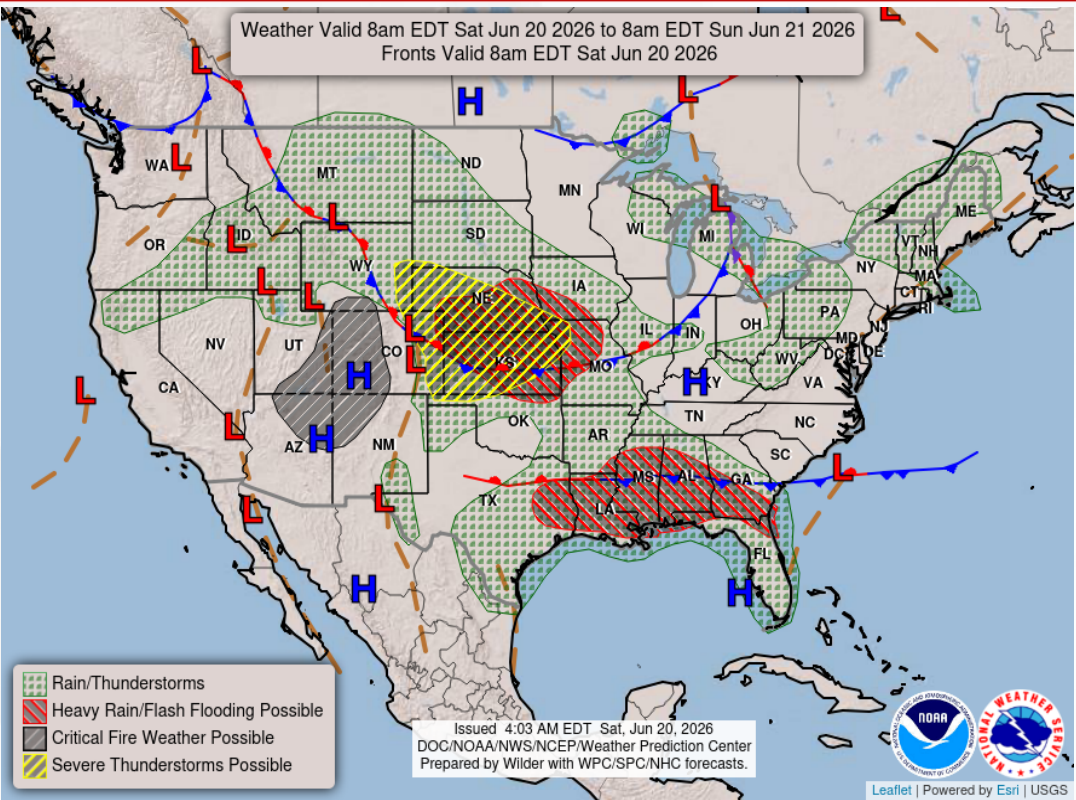 Weather Valid 8am EDT Sat Jun 20 2026 to 8am EDT Sun Jun 21 2026
Fronts Valid 8am EDT Sat Jun 20 2026
L
L
H
L
WA
L
MT
ND
MN
L
WI
MI
ME
VT
NH
NY
MA
CT
RI
OR
ID
L
L
SD
WY
L
L
NE
IA
PA
NJ
OH
MD
DE
DC
IL
IN
WV
VA
NV
UT
CO
L
L
KS
MO
H
KY
H
CA
L
L
AZ
H
NM
OK
AR
TN
NC
SC
L
L
L
TX
LA
MS
AL
GA
FL
H
H
Rain/Thunderstorms
Heavy Rain/Flash Flooding Possible
Critical Fire Weather Possible
Severe Thunderstorms Possible
Issued 4:03 AM EDT Sat, Jun 20, 2026
DOC/NOAA/NWS/NCEP/Weather Prediction Center
Prepared by Wilder with WPC/SPC/NHC forecasts.
NOAA
NATIONAL WEATHER SERVICE
Leaflet | Powered by Esri | USGS